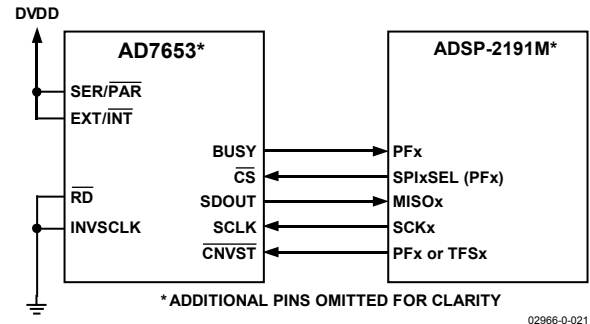 DVDD
AD7653*
ADSP-2191M*
SER/PAR
EXT/INT
BUSY
PFx
CS
SPIxSEL (PFx)
RD
SDOUT
MISOx
INVSCLK
SCLK
SCKx
CNVST
PFx or TFSx
*ADDITIONAL PINS OMITTED FOR CLARITY
02966-0-021